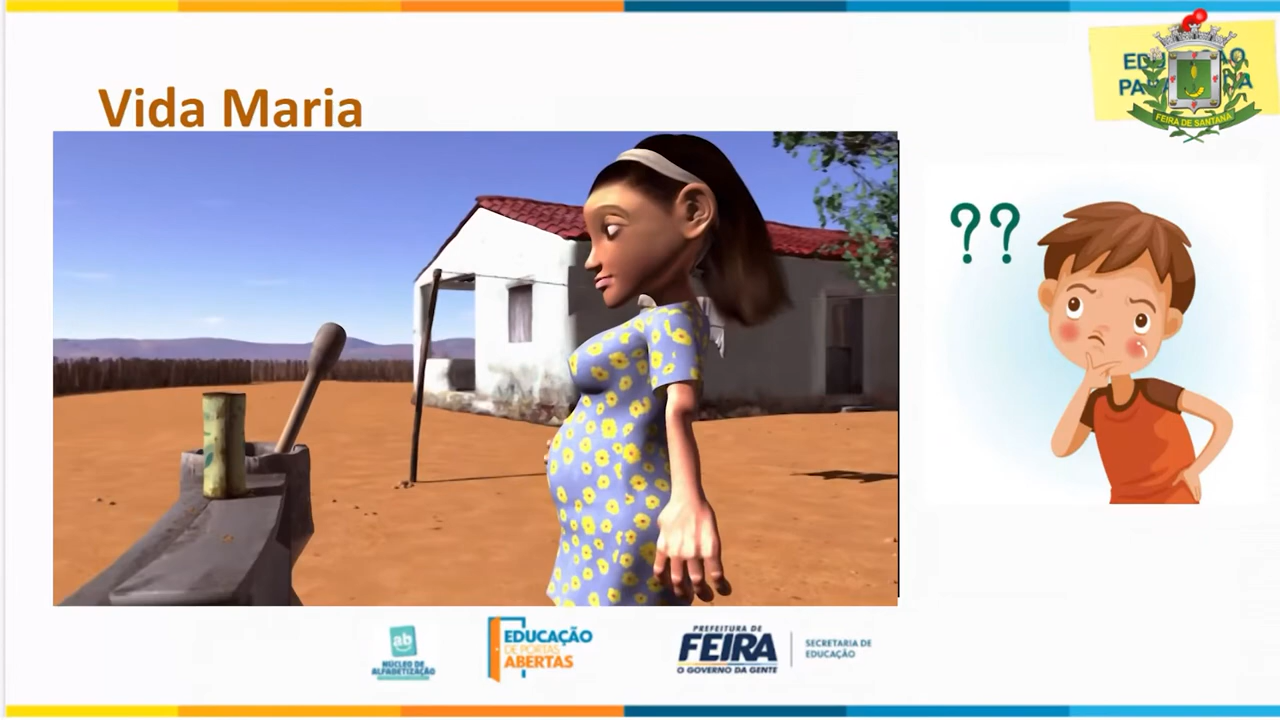 Vida Maria
FEIRA DE SANTANA
??
ab
NÚCLEO DE
ALFABETIZAÇÃO
EDUCAÇÃO
DE PORTAS
ABERTAS
PREFEITURA DE
FEIRA
O GOVERNO DA GENTE
SECRETARIA DE
EDUCAÇÃO